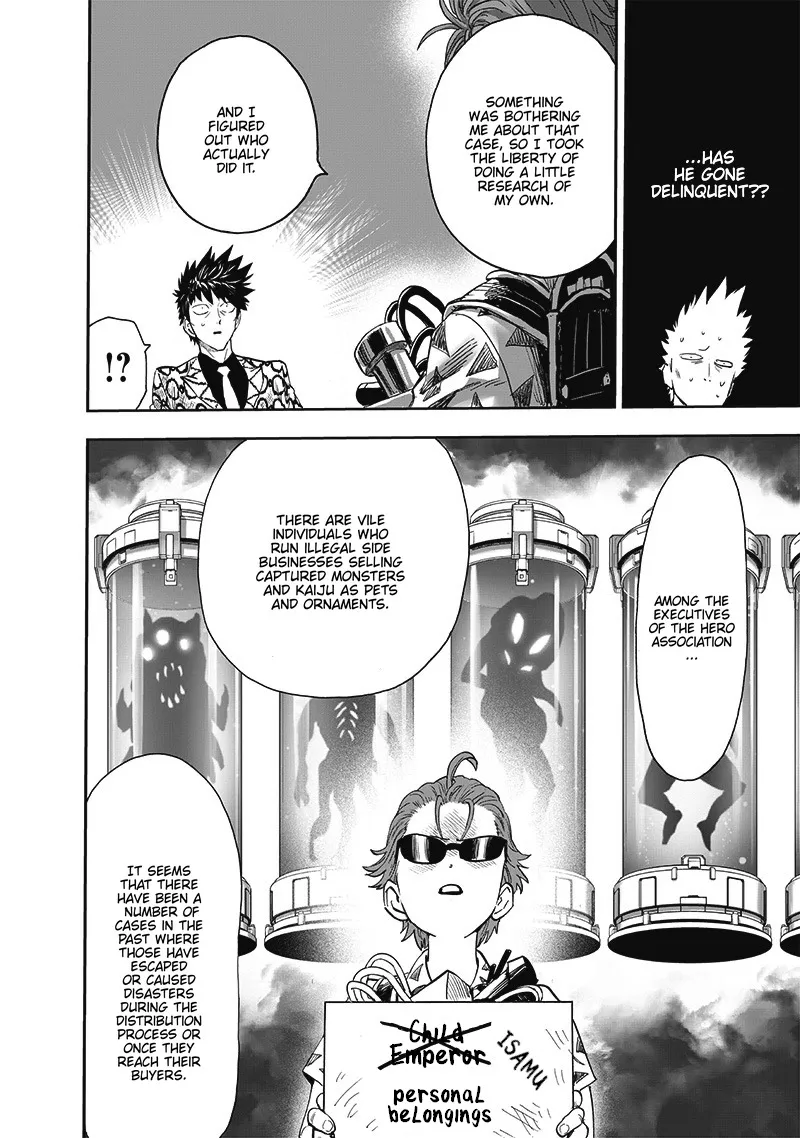 ...HAS
HE GONE
DELINQUENT??
SOMETHING
WAS BOTHERING
ME ABOUT THAT
CASE, SO I TOOK
THE LIBERTY OF
DOING A LITTLE
RESEARCH OF
MY OWN.
AND I
FIGURED
OUT WHO
ACTUALLY
DID IT.
!?
AMONG THE
EXECUTIVES
OF THE HERO
ASSOCIATION
...
THERE ARE VILE
INDIVIDUALS WHO
RUN ILLEGAL SIDE
BUSINESSES SELLING
CAPTURED MONSTERS
AND KAIJU AS PETS
AND ORNAMENTS.
IT SEEMS
THAT THERE
HAVE BEEN A
NUMBER OF
CASES IN THE
PAST WHERE
THOSE HAVE
ESCAPED
OR CAUSED
DISASTERS
DURING THE
DISTRIBUTION
PROCESS OR
ONCE THEY
REACH THEIR
BUYERS.
Child
Emperor
ISAMU
personal
belongings